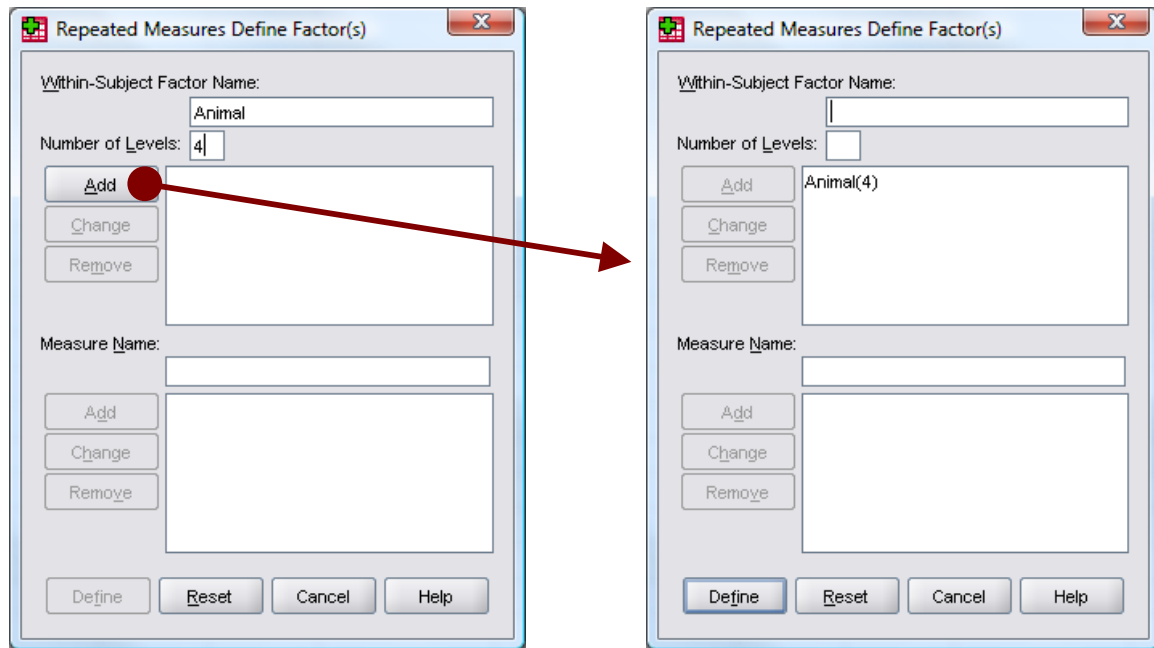 Repeated Measures Define Factor(s)
Within-Subject Factor Name:
Animal
Number of Levels: 4
Add
Change
Remove
Measure Name:
Add
Change
Remove
Define Reset Cancel Help
Repeated Measures Define Factor(s)
Within-Subject Factor Name:
Number of Levels:
Add
Animal(4)
Change
Remove
Measure Name:
Add
Change
Remove
Define Reset Cancel Help